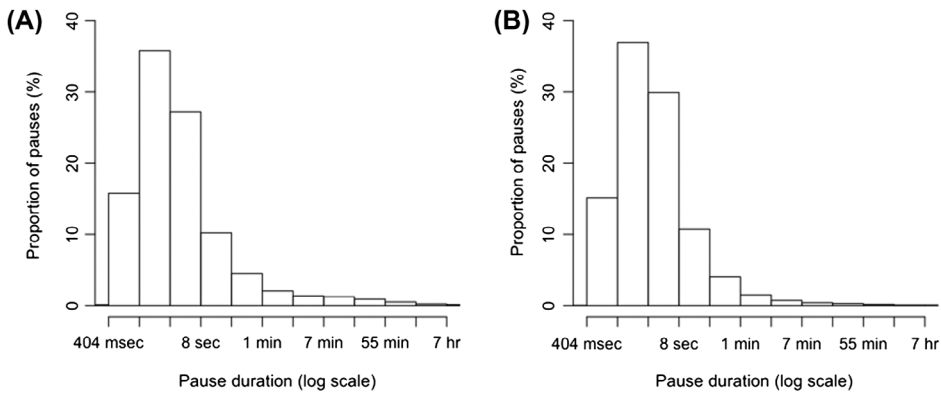 (A)
Proportion of pauses (%)
40
30
20
10
0
404 msec 8 sec 1 min 7 min 55 min 7 hr
Pause duration (log scale)
(B)
Proportion of pauses (%)
40
30
20
10
0
404 msec 8 sec 1 min 7 min 55 min 7 hr
Pause duration (log scale)